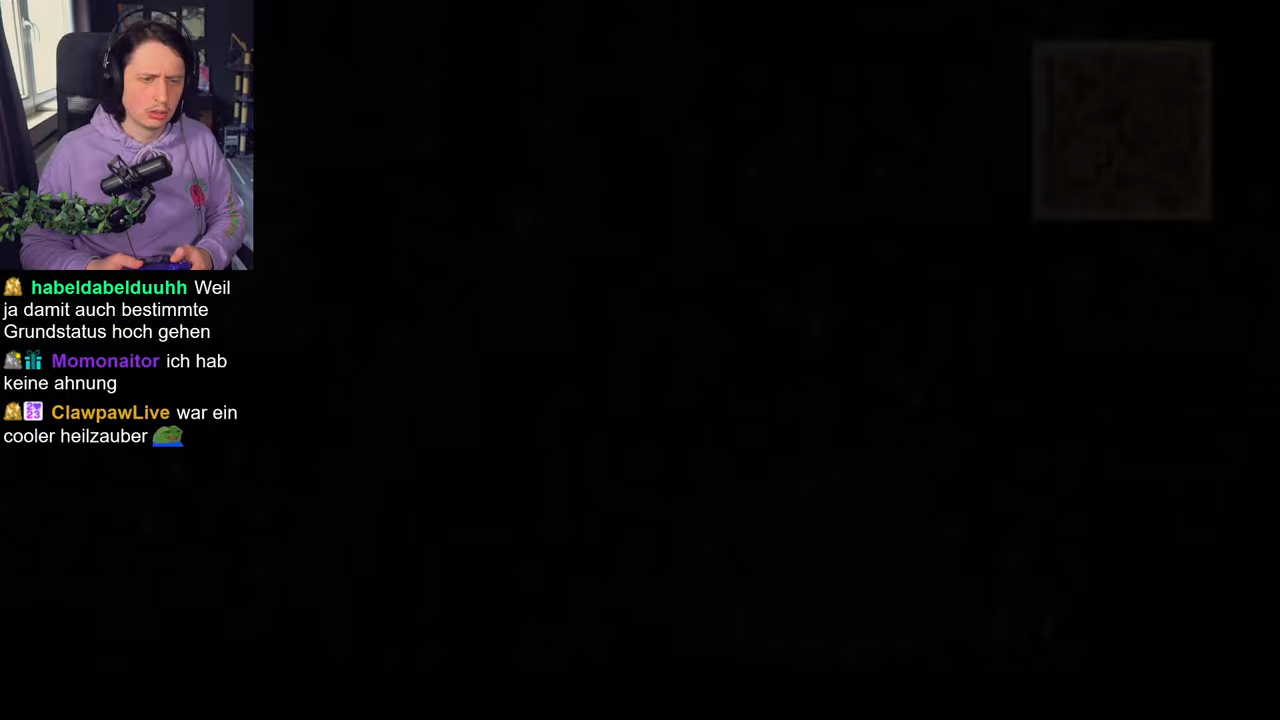 habeldabelduuhh Weil
ja damit auch bestimmte
Grundstatus hoch gehen
Momonaitor ich hab
keine ahnung
ClawpawLive war ein
cooler heilzauber